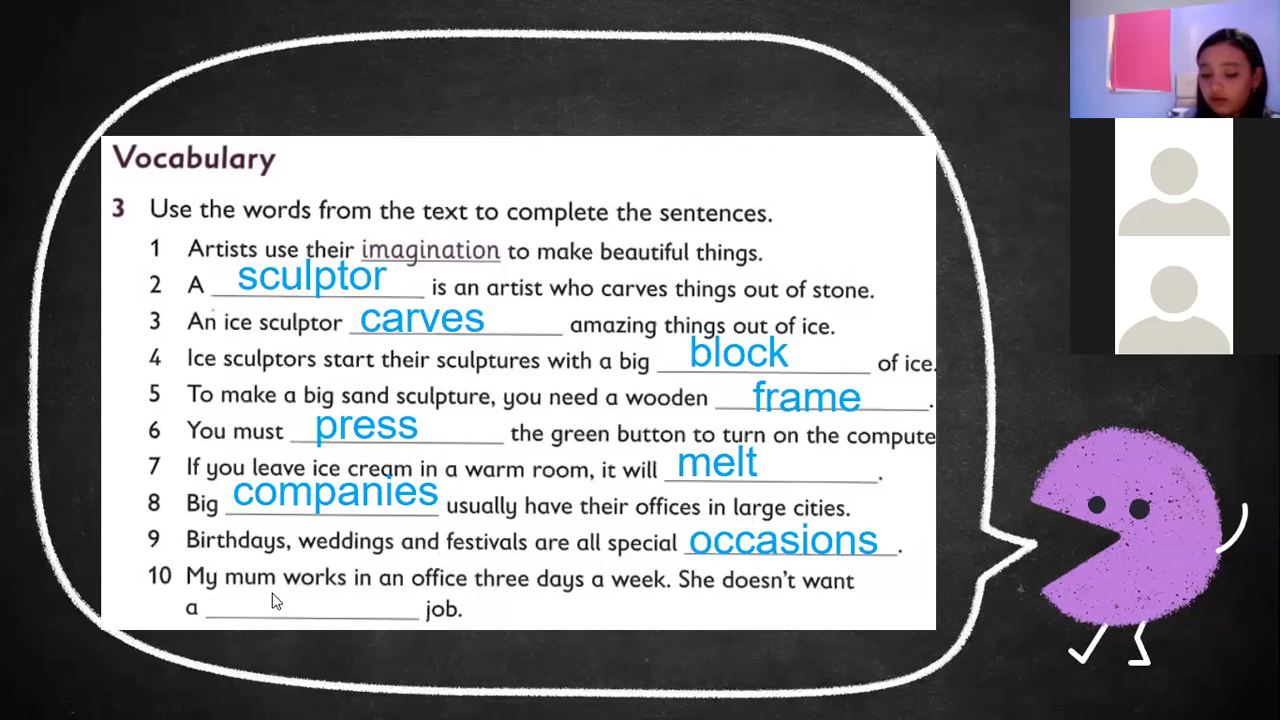 Vocabulary
3 Use the words from the text to complete the sentences.
1 Artists use their imagination to make beautiful things.
2 A sculptor is an artist who carves things out of stone.
3 An ice sculptor carves amazing things out of ice.
4 Ice sculptors start their sculptures with a big block of ice.
5 To make a big sand sculpture, you need a wooden frame.
6 You must press the green button to turn on the compute
7 If you leave ice cream in a warm room, it will melt.
8 Big companies usually have their offices in large cities.
9 Birthdays, weddings and festivals are all special occasions.
10 My mum works in an office three days a week. She doesn't want
a ____________ job.